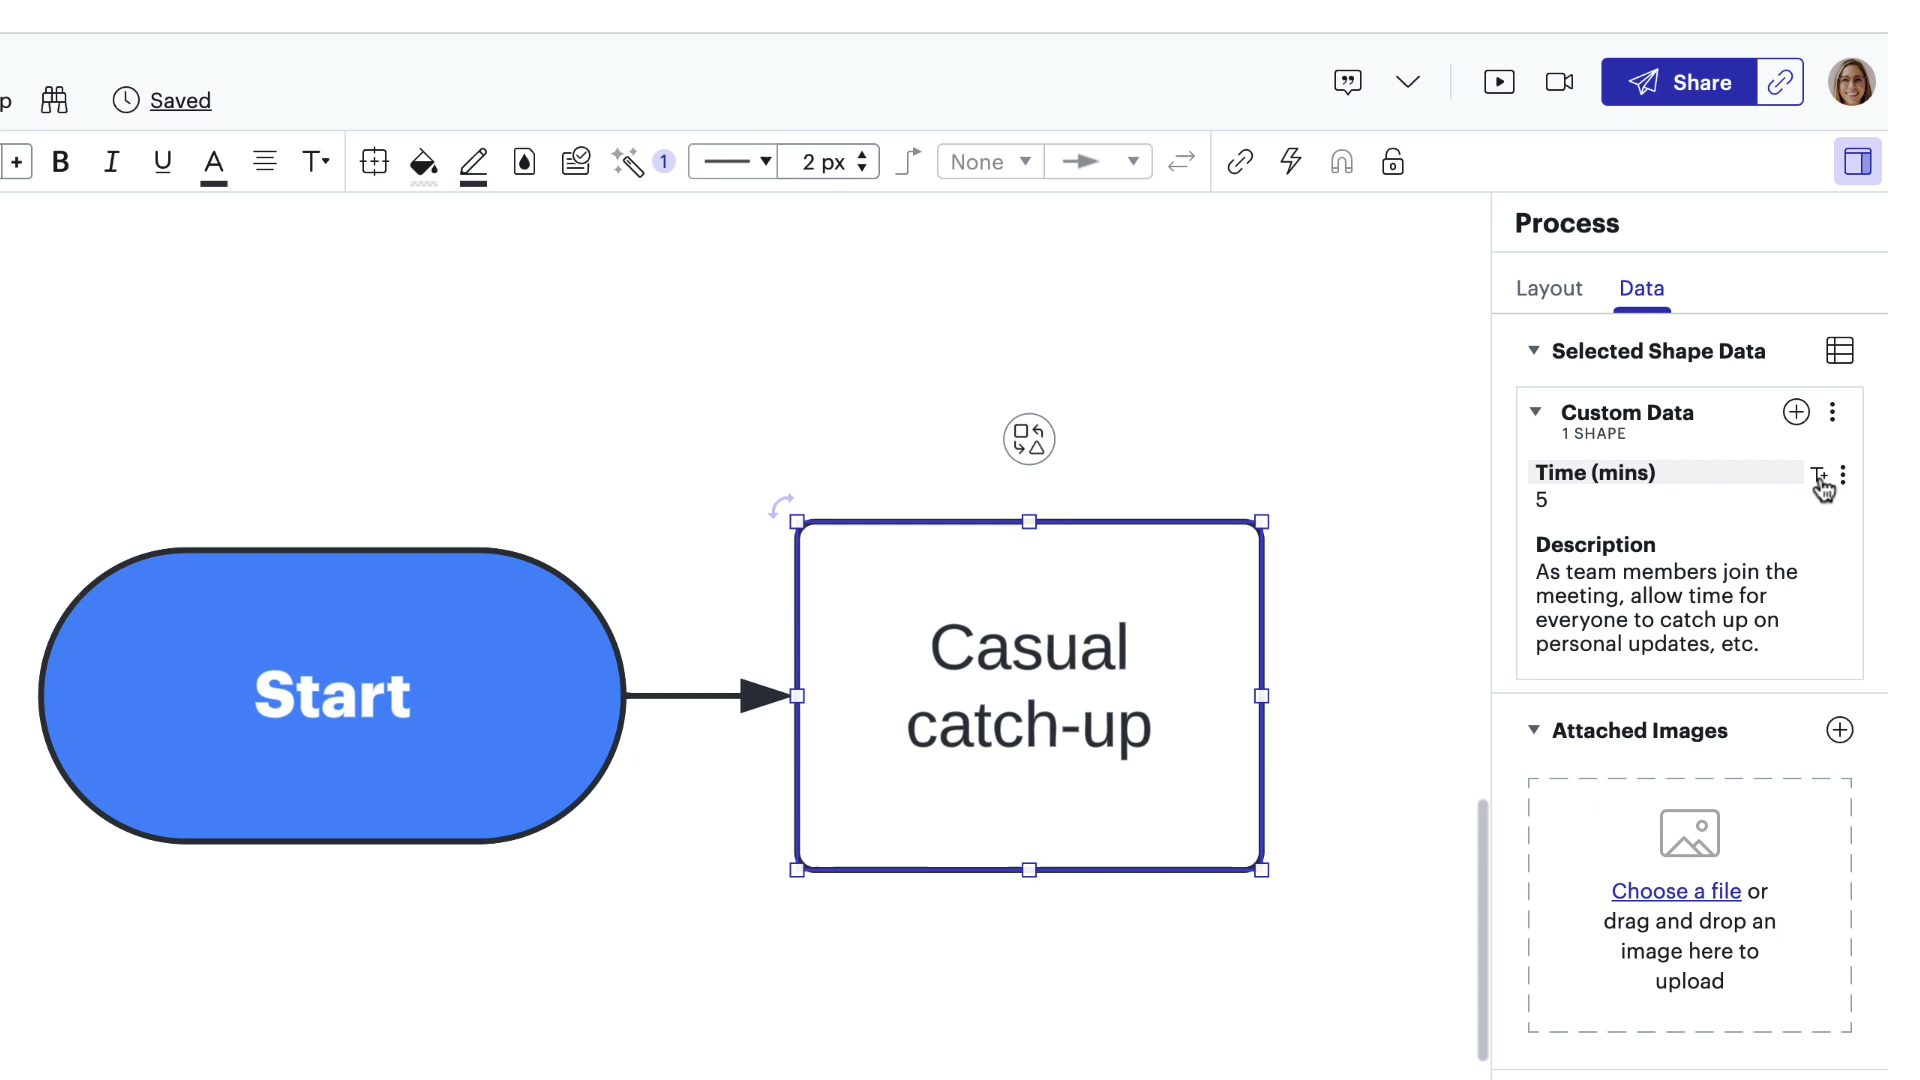 p
Saved
Share
B
I
U
A
T
1
2 px
None
Process
Layout
Data
Selected Shape Data
Custom Data
1 SHAPE
Time (mins)
5
Description
As team members join the
meeting, allow time for
everyone to catch up on
personal updates, etc.
Start
Casual
catch-up
Attached Images
Choose a file or
drag and drop an
image here to
upload